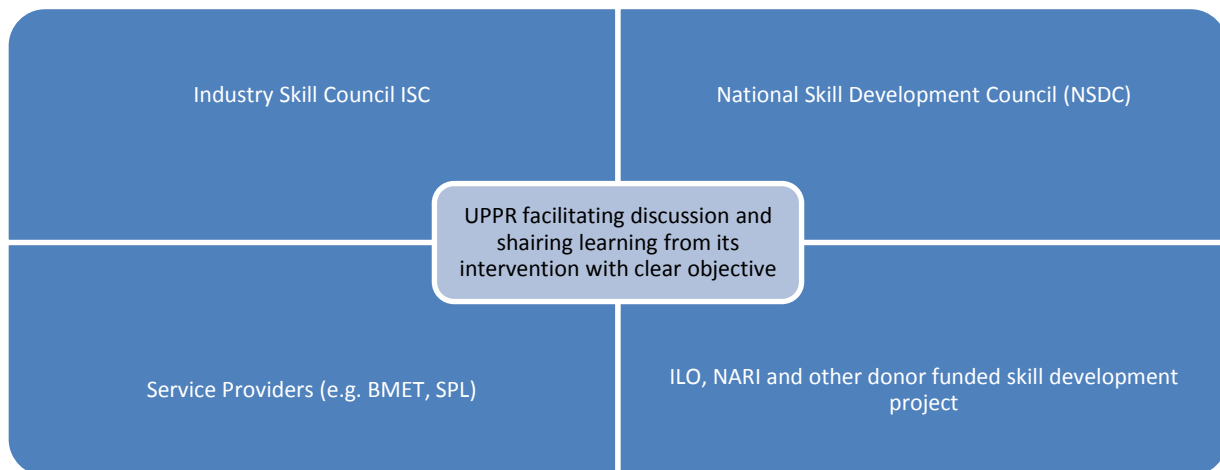 Industry Skill Council ISC
National Skill Development Council (NSDC)
UPPR facilitating discussion and
shairing learning from its
intervention with clear objective
Service Providers (e.g. BMET, SPL)
ILO, NARI and other donor funded skill development
project